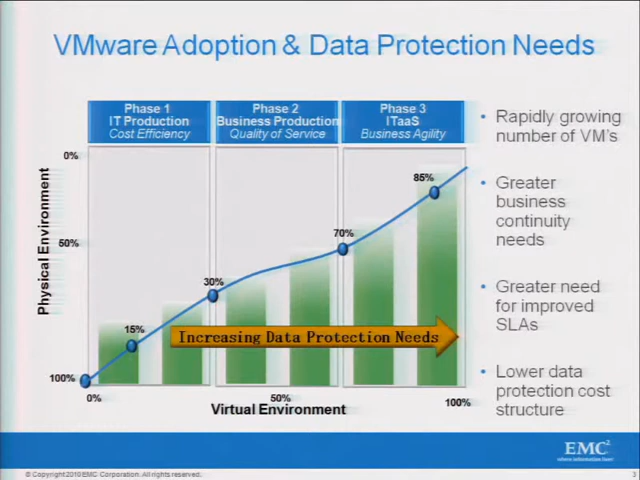 VMware Adoption & Data Protection Needs
Phase 1
IT Production
Cost Efficiency
Phase 2
Business Production
Quality of Service
Phase 3
ITaaS
Business Agility
Physical Environment
0%
50%
100%
15%
30%
70%
85%
Increasing Data Protection Needs
0%
50%
100%
Virtual Environment
• Rapidly growing
number of VM's
• Greater
business
continuity
needs
• Greater need
for improved
SLAs
• Lower data
protection cost
structure
EMC²
where information lives
© Copyright 2010 EMC Corporation. All rights reserved.
3